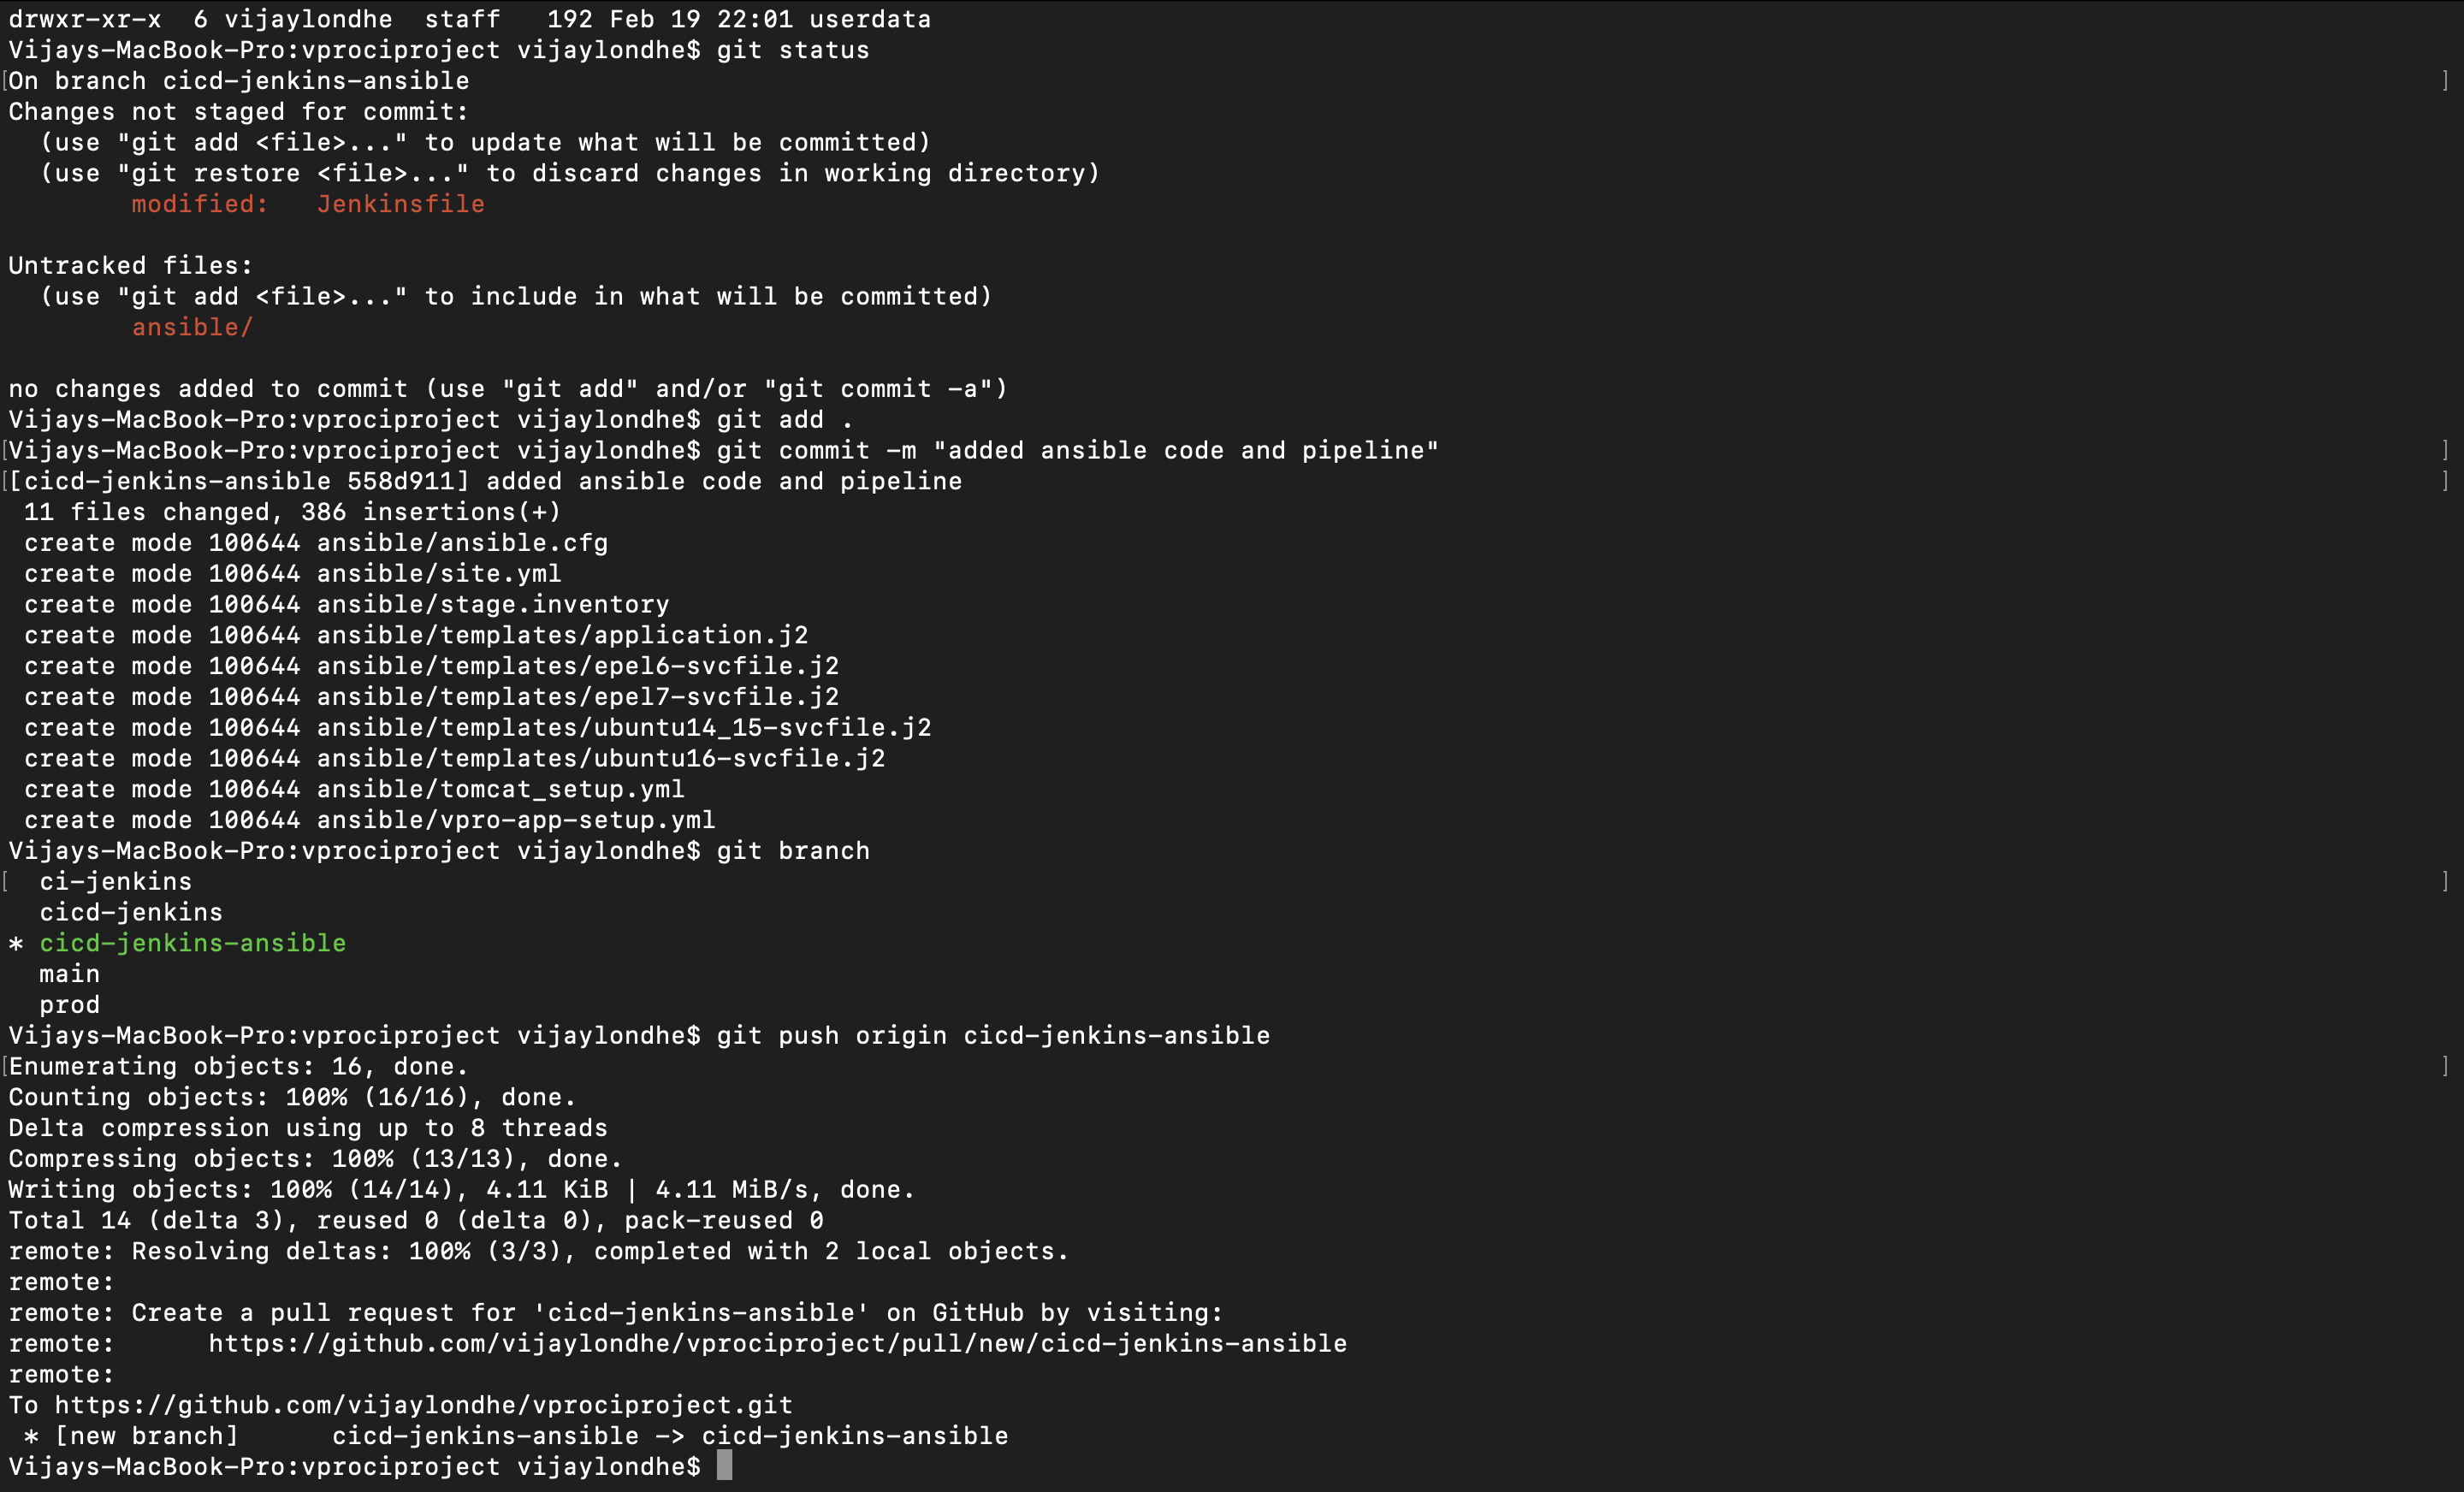 drwxr-xr-x  6 vijaylondhe  staff   192 Feb 19 22:01 userdata
Vijays-MacBook-Pro:vprociproject vijaylondhe$ git status
[On branch cicd-jenkins-ansible ]
Changes not staged for commit:
  (use "git add <file>..." to update what will be committed)
  (use "git restore <file>..." to discard changes in working directory)
        modified:   Jenkinsfile

Untracked files:
  (use "git add <file>..." to include in what will be committed)
        ansible/

no changes added to commit (use "git add" and/or "git commit -a")
Vijays-MacBook-Pro:vprociproject vijaylondhe$ git add .
[Vijays-MacBook-Pro:vprociproject vijaylondhe$ git commit -m "added ansible code and pipeline" ]
[[cicd-jenkins-ansible 558d911] added ansible code and pipeline ]
 11 files changed, 386 insertions(+)
 create mode 100644 ansible/ansible.cfg
 create mode 100644 ansible/site.yml
 create mode 100644 ansible/stage.inventory
 create mode 100644 ansible/templates/application.j2
 create mode 100644 ansible/templates/epel6-svcfile.j2
 create mode 100644 ansible/templates/epel7-svcfile.j2
 create mode 100644 ansible/templates/ubuntu14_15-svcfile.j2
 create mode 100644 ansible/templates/ubuntu16-svcfile.j2
 create mode 100644 ansible/tomcat_setup.yml
 create mode 100644 ansible/vpro-app-setup.yml
Vijays-MacBook-Pro:vprociproject vijaylondhe$ git branch
[  ci-jenkins ]
  cicd-jenkins
* cicd-jenkins-ansible
  main
  prod
Vijays-MacBook-Pro:vprociproject vijaylondhe$ git push origin cicd-jenkins-ansible
[Enumerating objects: 16, done. ]
Counting objects: 100% (16/16), done.
Delta compression using up to 8 threads
Compressing objects: 100% (13/13), done.
Writing objects: 100% (14/14), 4.11 KiB | 4.11 MiB/s, done.
Total 14 (delta 3), reused 0 (delta 0), pack-reused 0
remote: Resolving deltas: 100% (3/3), completed with 2 local objects.
remote:
remote: Create a pull request for 'cicd-jenkins-ansible' on GitHub by visiting:
remote:      https://github.com/vijaylondhe/vprociproject/pull/new/cicd-jenkins-ansible
remote:
To https://github.com/vijaylondhe/vprociproject.git
 * [new branch]      cicd-jenkins-ansible -> cicd-jenkins-ansible
Vijays-MacBook-Pro:vprociproject vijaylondhe$